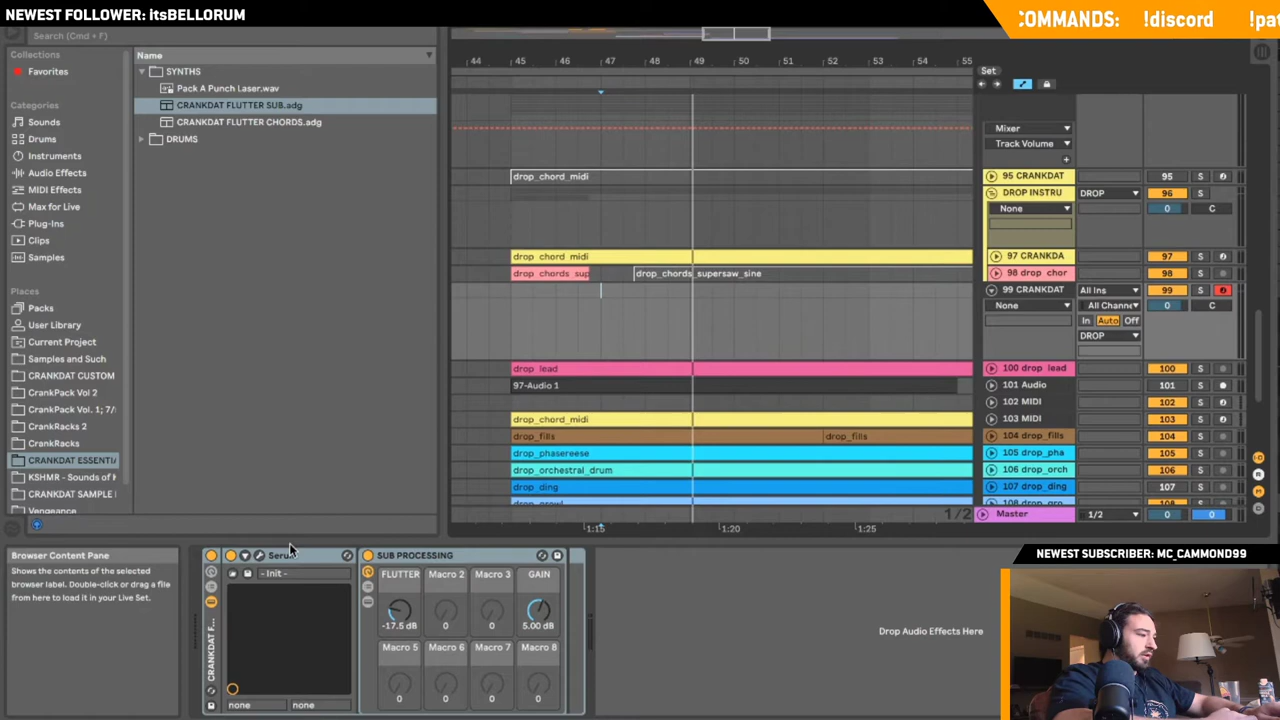 NEWEST FOLLOWER: itsBELLORUM
COMMANDS: !discord !pa
Search (Cmd + F)
Collections
Favorites
Categories
Sounds
Drums
Instruments
Audio Effects
MIDI Effects
Max for Live
Plug-Ins
Clips
Samples
Places
Packs
User Library
Current Project
Samples and Such
CRANKDAT CUSTOM
CrankPack Vol 2
CrankPack Vol. 1; 7/
CrankRacks 2
CrankRacks
CRANKDAT ESSENTIA
KSHMR - Sounds of K
CRANKDAT SAMPLE
Vengeance
Name
SYNTHS
Pack A Punch Laser.wav
CRANKDAT FLUTTER SUB.adg
CRANKDAT FLUTTER CHORDS.adg
DRUMS
44 45 46 47 48 49 50 51 52 53 54 55
Set
Mixer
Track Volume
drop_chord_midi
95 CRANKDAT 95 S
DROP INSTRU DROP 96 S
None 0 C
drop_chord_midi
97 CRANKDA 97 S
drop_chords_sup drop_chords_supersaw_sine
98 drop chor 98 S
99 CRANKDAT All Ins 99 S
None All Channe 0 C
In Auto Off
DROP
drop_lead
100 drop lead 100 S
97-Audio 1
101 Audio 101 S
102 MIDI 102 S
drop_chord_midi
103 MIDI 103 S
drop_fills drop_fills
104 drop_fills 104 S
drop_phasereese
105 drop_pha 105 S
drop_orchestral_drum
106 drop_orch 106 S
drop_ding
107 drop_ding 107 S
drop_growl
108 drop_growl 108 S
1/2
Master 1/2 0 0
1:15 1:20 1:25
Browser Content Pane
Shows the contents of the selected
browser label. Double-click or drag a file
from here to load it in your Live Set.
CRANKDAT F
Serum
- Init -
none none
SUB PROCESSING
FLUTTER Macro 2 Macro 3 GAIN
-17.5 dB 0 0 5.00 dB
Macro 5 Macro 6 Macro 7 Macro 8
0 0 0 0
Drop Audio Effects Here
NEWEST SUBSCRIBER: MC_CAMMOND99